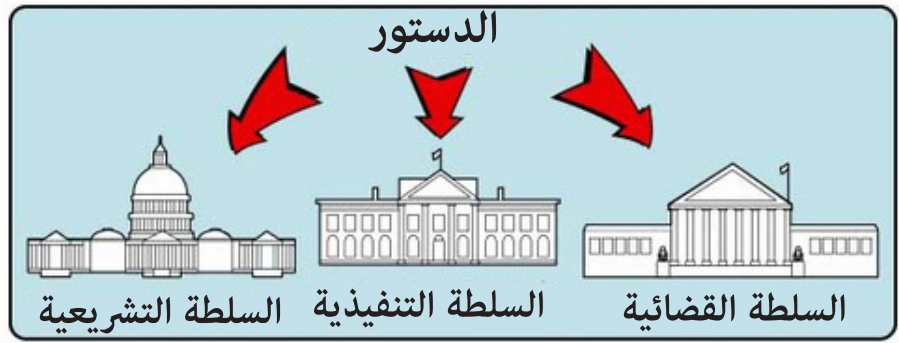 الدستور
السلطة القضائية
السلطة التنفيذية
السلطة التشريعية